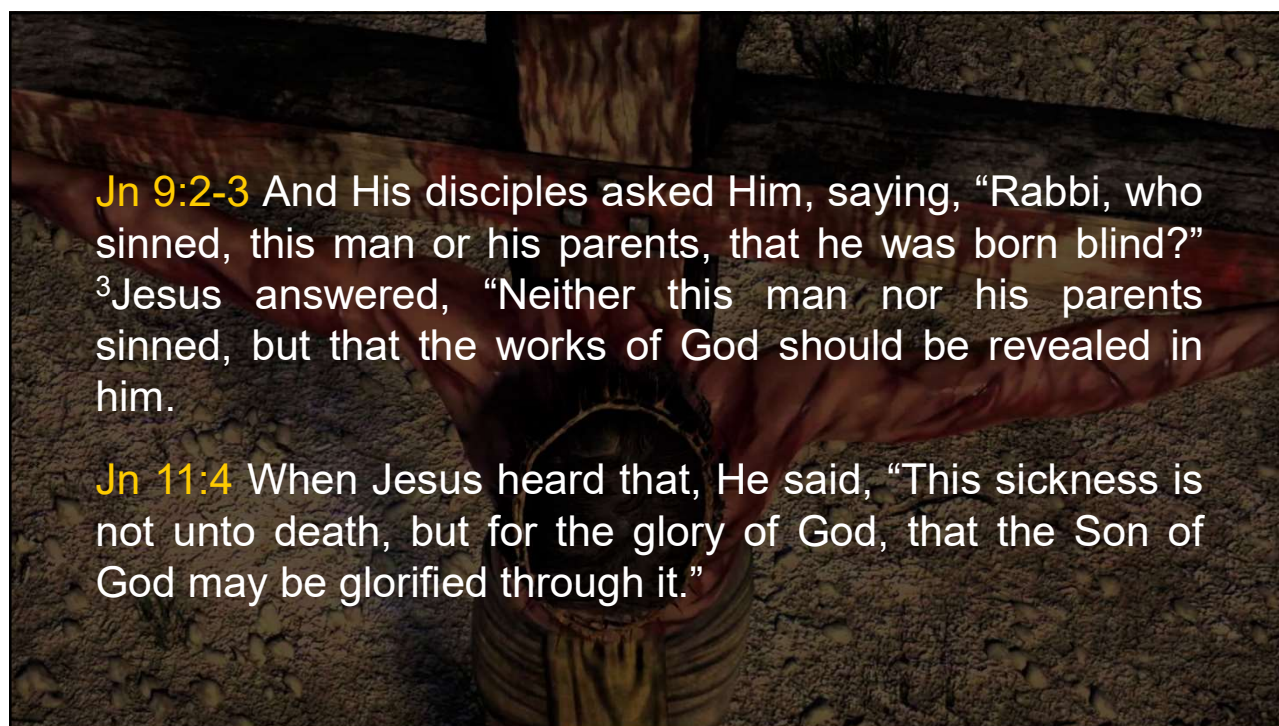 Jn 9:2-3 And His disciples asked Him, saying, “Rabbi, who
sinned, this man or his parents, that he was born blind?”
³Jesus answered, “Neither this man nor his parents
sinned, but that the works of God should be revealed in
him.
Jn 11:4 When Jesus heard that, He said, “This sickness is
not unto death, but for the glory of God, that the Son of
God may be glorified through it.”